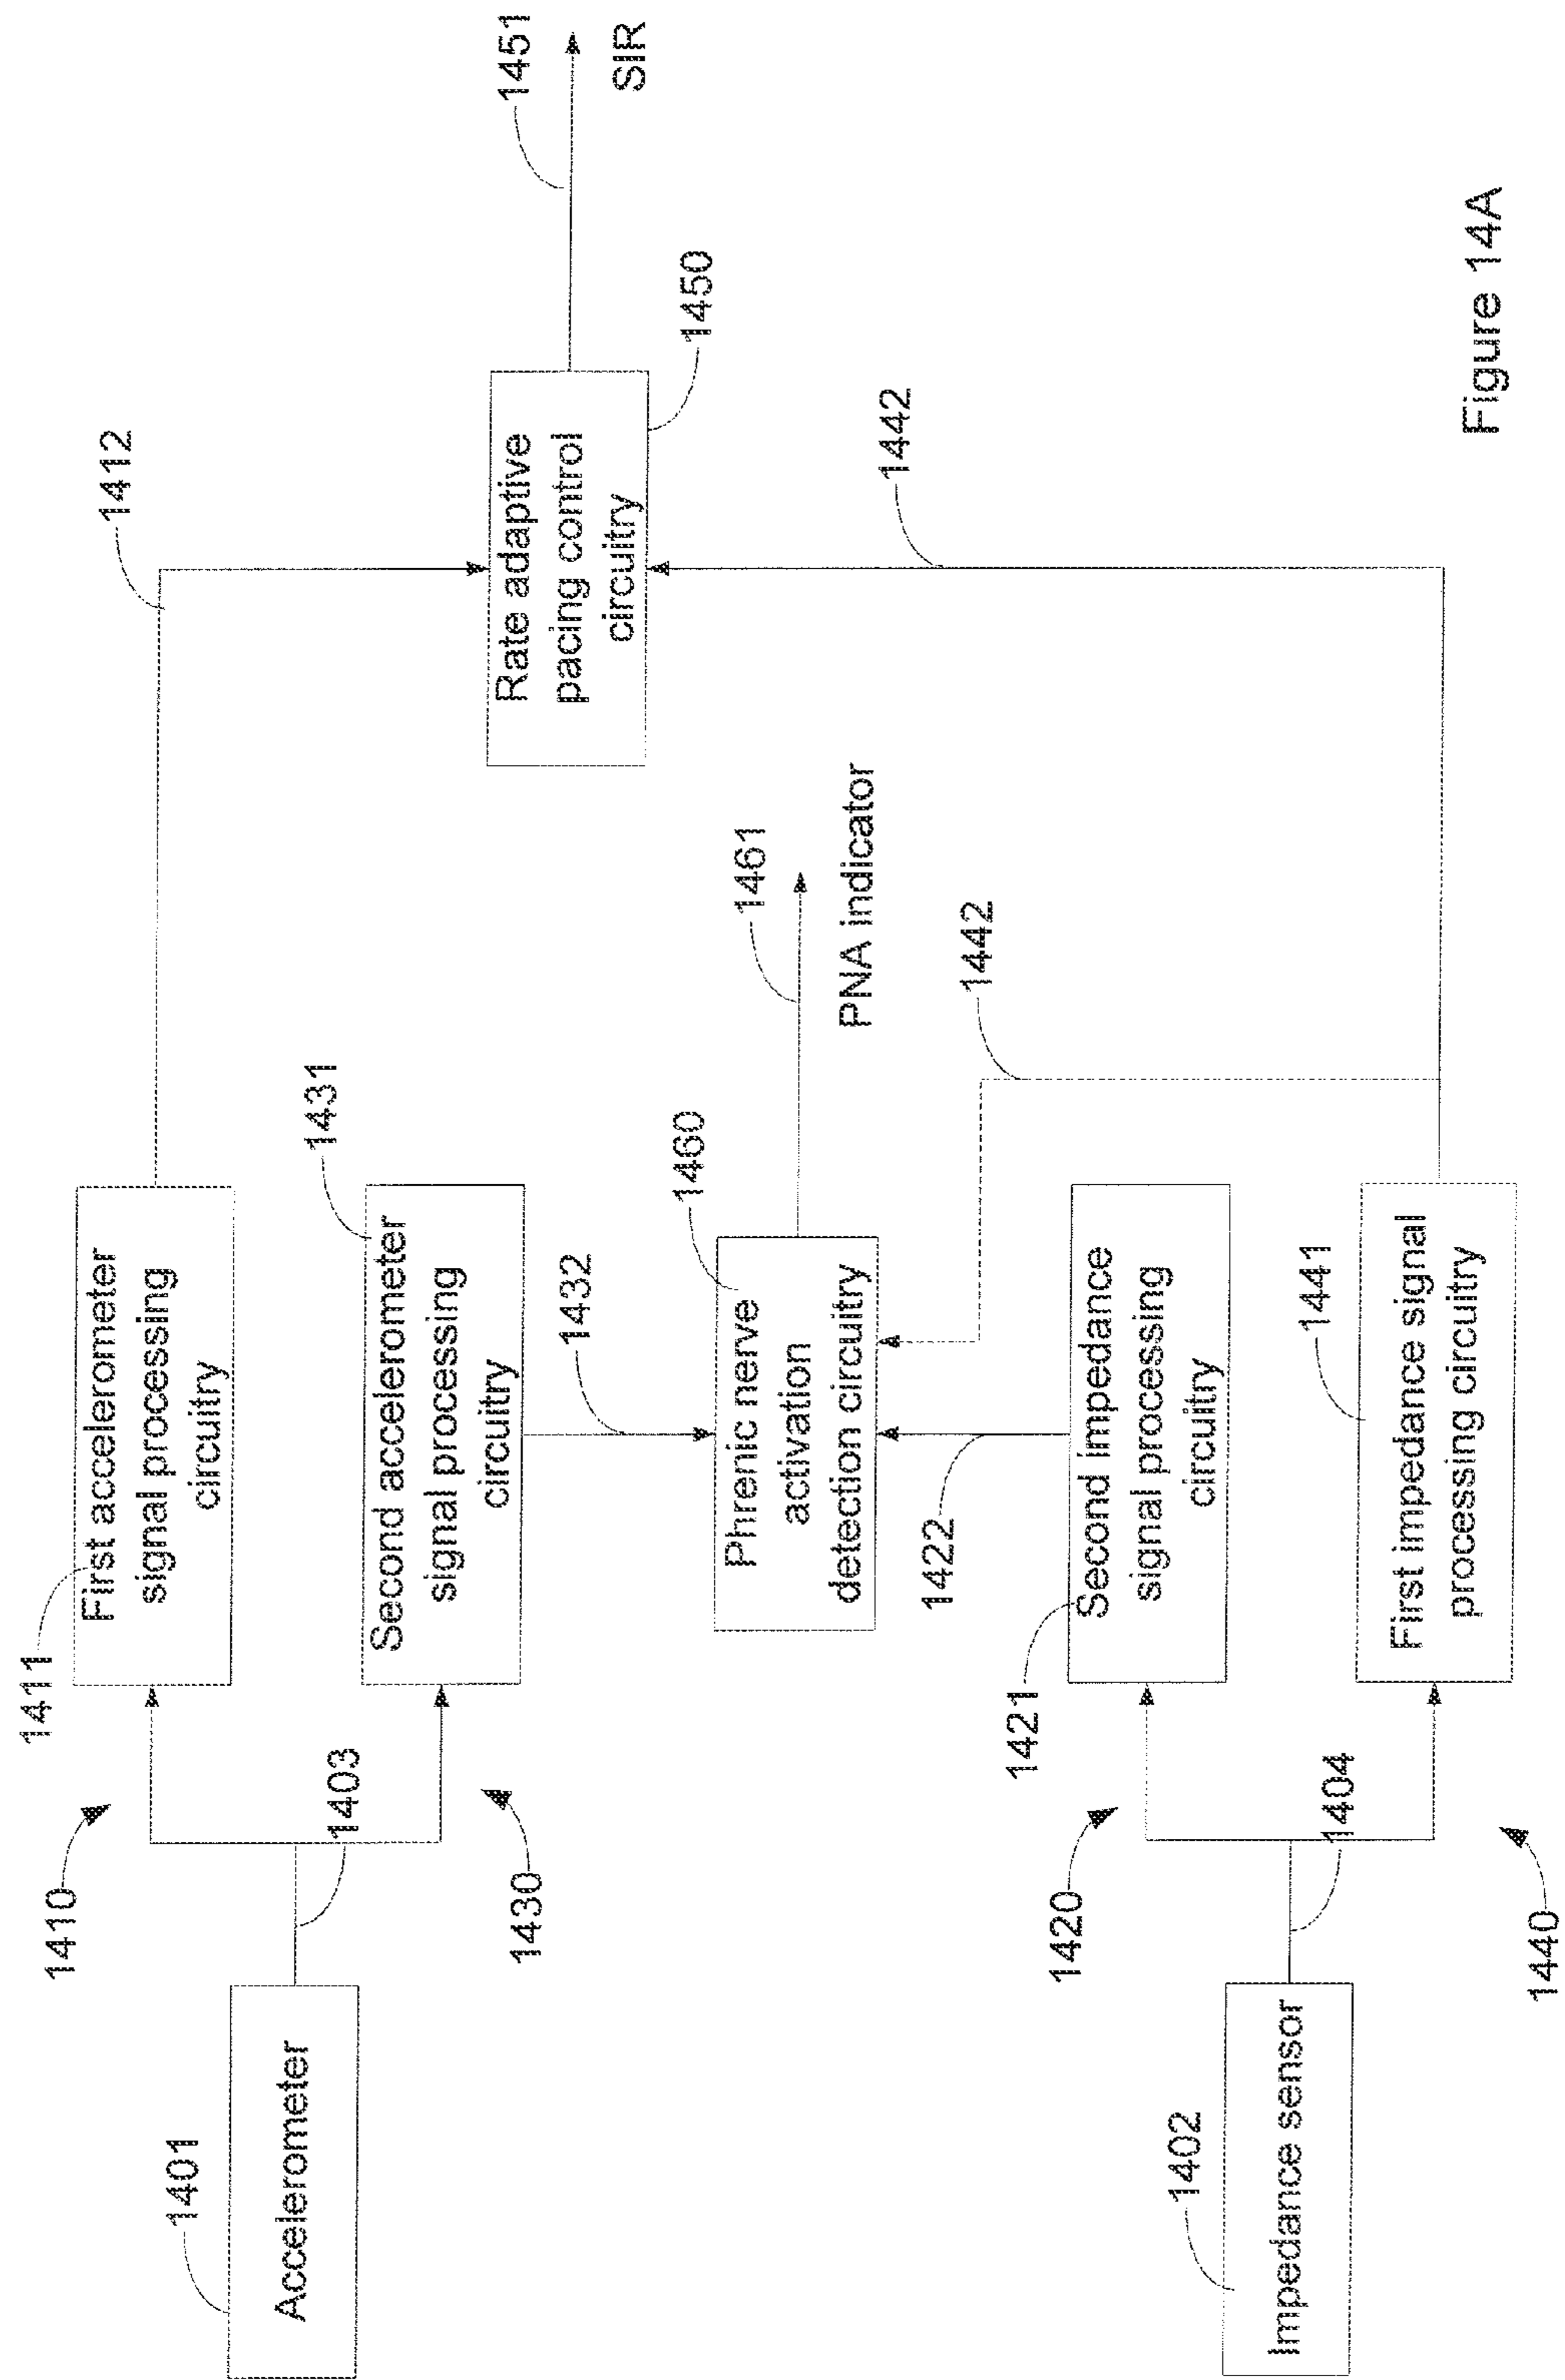 1401
Accelerometer
1403
1410
1411
First accelerometer
signal processing
circuitry
1412
1430
1431
Second accelerometer
signal processing
circuitry
1432
1460
Phrenic nerve
activation
detection circuitry
1461
PNA indicator
1450
Rate adaptive
pacing control
circuitry
1451
SIR
1402
Impedance sensor
1404
1420
1421
Second impedance
signal processing
circuitry
1422
1442
1440
1441
First impedance signal
processing circuitry
1442
Figure 14A